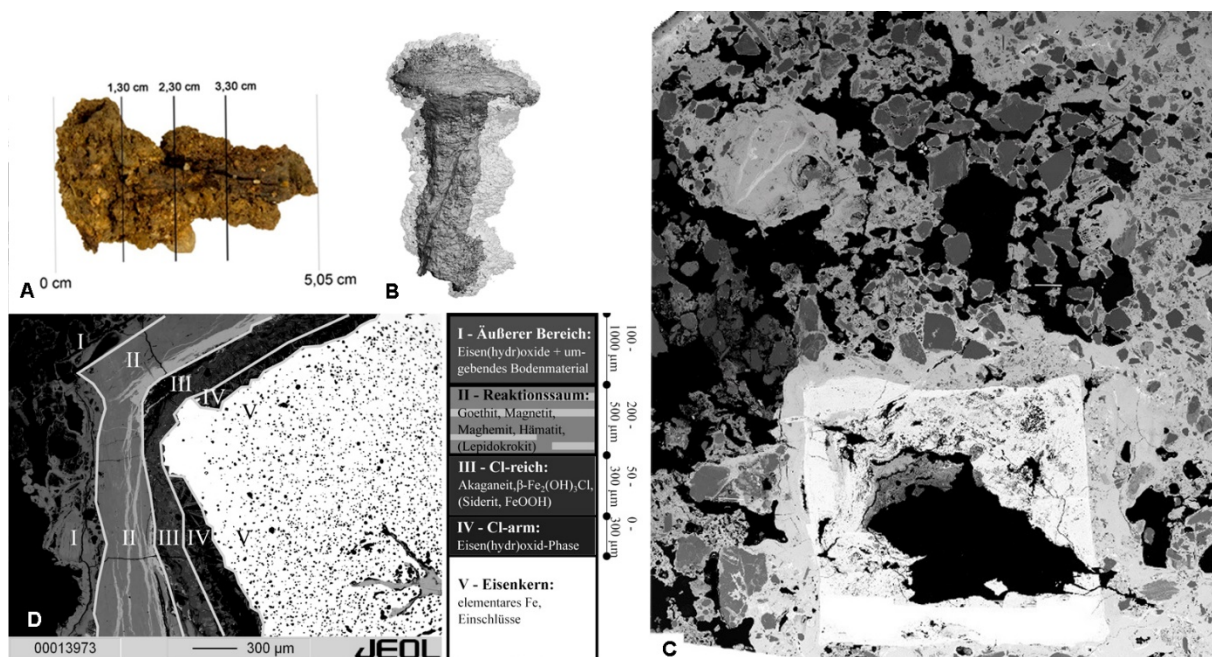 1,30 cm
2,30 cm
3,30 cm
0 cm
5,05 cm
A
B
I
II
III
IV
V
I
II
III
IV
V
D
00013973
300 µm
JEOL
I - Äußerer Bereich:
Eisen(hydr)oxide + um-
gebendes Bodenmaterial
100 -
1000 µm
II - Reaktionssaum:
Goethit, Magnetit,
Maghemit, Hämatit,
(Lepidokrokit)
200 -
500 µm
III - Cl-reich:
Akaganeit,β-Fe₂(OH)₃Cl,
(Siderit, FeOOH)
50-
300 µm
IV - Cl-arm:
Eisen(hydr)oxid-Phase
0-
300 µm
V - Eisenkern:
elementares Fe,
Einschlüsse
C